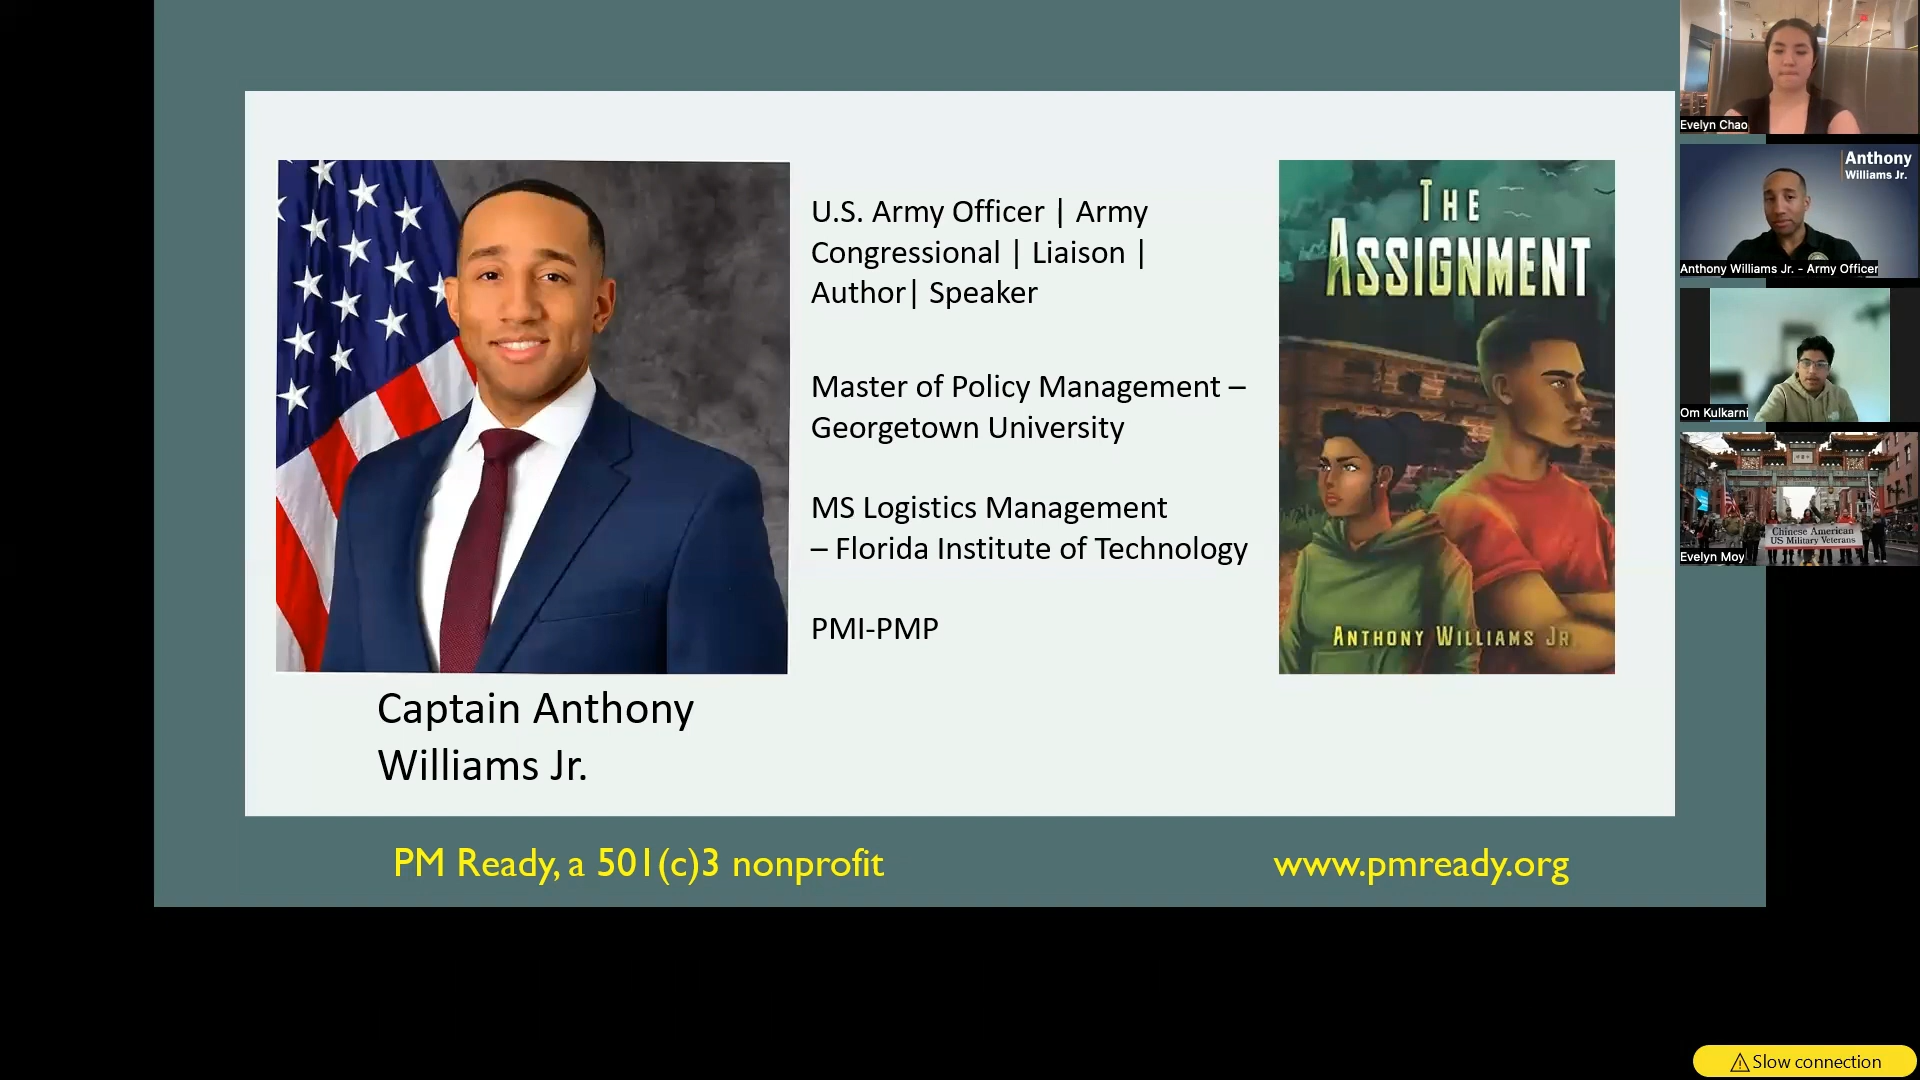 U.S. Army Officer | Army
Congressional | Liaison |
Author| Speaker
Master of Policy Management –
Georgetown University
MS Logistics Management
– Florida Institute of Technology
PMI-PMP
Captain Anthony
Williams Jr.
THE
ASSIGNMENT
ANTHONY WILLIAMS JR
PM Ready, a 501(c)3 nonprofit
www.pmready.org
Evelyn Chao
Anthony
Williams Jr.
Anthony Williams Jr. - Army Officer
Om Kulkarni
Chinese American
US Military Veterans
Evelyn Moy
Slow connection